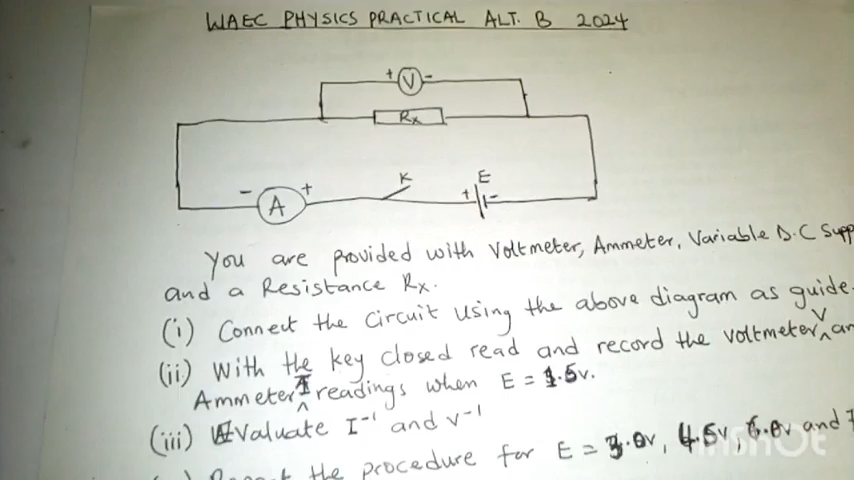 WAEC PHYSICS PRACTICAL ALT. B 2024
+ V -
Rx
- A + K + E -
You are provided with Voltmeter, Ammeter, Variable D.C Supp
and a Resistance Rx.
(i) Connect the circuit using the above diagram as guide.
(ii) With the key closed read and record the voltmeter V an
Ammeter I readings when E = 1.5v.
(iii) Evaluate I⁻¹ and V⁻¹
Repeat the procedure for E = 3.0v, 4.5v, 6.0v and 7
InShOt